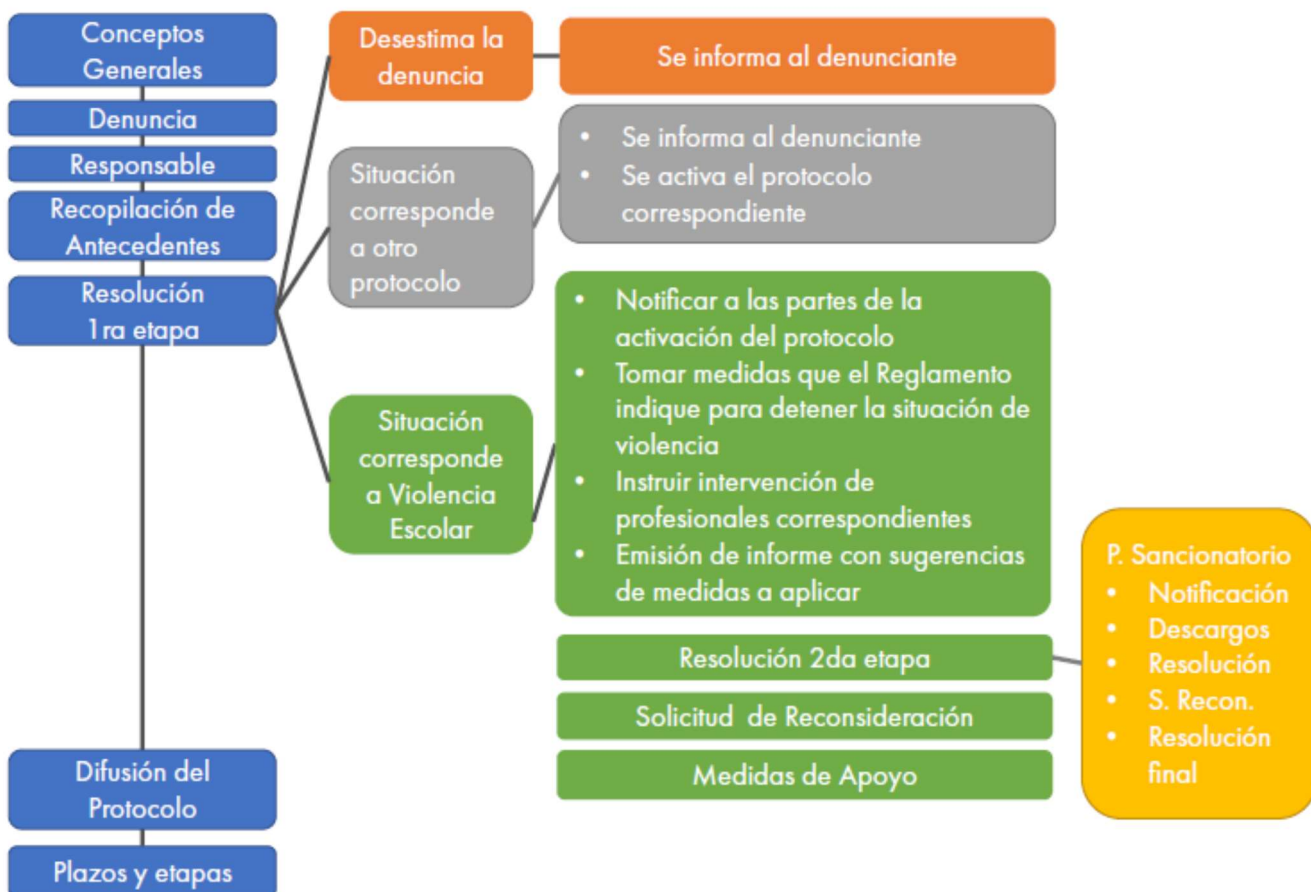 Conceptos
Generales
Denuncia
Responsable
Recopilación de
Antecedentes
Resolución
1ra etapa
Difusión del
Protocolo
Plazos y etapas
Desestima la
denuncia
Se informa al denunciante
Situación
corresponde
a otro
protocolo
• Se informa al denunciante
• Se activa el protocolo
correspondiente
Situación
corresponde
a Violencia
Escolar
• Notificar a las partes de la
activación del protocolo
• Tomar medidas que el Reglamento
indique para detener la situación de
violencia
• Instruir intervención de
profesionales correspondientes
• Emisión de informe con sugerencias
de medidas a aplicar
Resolución 2da etapa
Solicitud de Reconsideración
Medidas de Apoyo
P. Sancionatorio
• Notificación
• Descargos
• Resolución
• S. Recon.
• Resolución
final